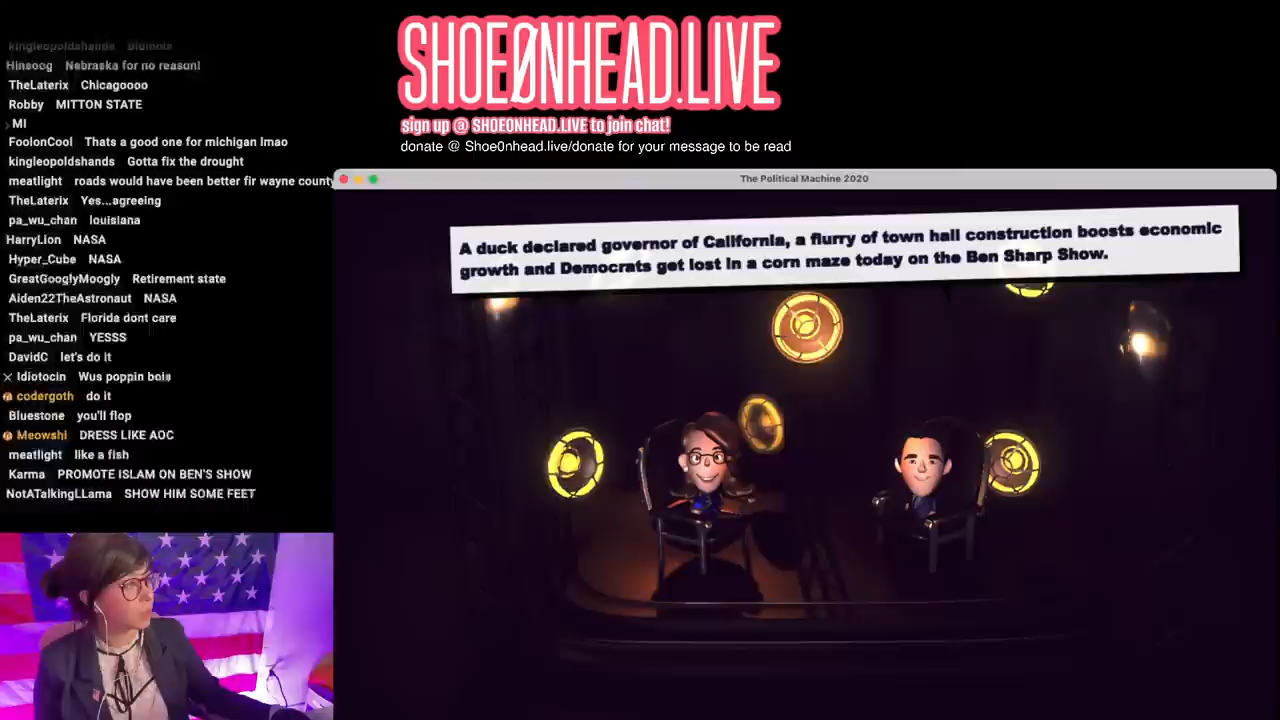 kingleopoldshands
Hinsoog Nebraska for no reason!
TheLaterix Chicagoooo
Robby MITTON STATE
MI
FoolonCool Thats a good one for michigan lmao
kingleopoldshands Gotta fix the drought
meatlight roads would have been better fir wayne county
TheLaterix Yes...agreeing
pa_wu_chan louisiana
HarryLion NASA
Hyper_Cube NASA
GreatGooglyMoogly Retirement state
Aiden22TheAstronaut NASA
TheLaterix Florida dont care
pa_wu_chan YESSS
DavidC let's do it
Idiotocin Wus poppin bois
codergoth do it
Bluestone you'll flop
Meowshi DRESS LIKE AOC
meatlight like a fish
Karma PROMOTE ISLAM ON BEN'S SHOW
NotATalkingLLama SHOW HIM SOME FEET
SHOE0NHEAD.LIVE
sign up @ SHOE0NHEAD.LIVE to join chat!
donate @ Shoe0nhead.live/donate for your message to be read
The Political Machine 2020
A duck declared governor of California, a flurry of town hall construction boosts economic
growth and Democrats get lost in a corn maze today on the Ben Sharp Show.